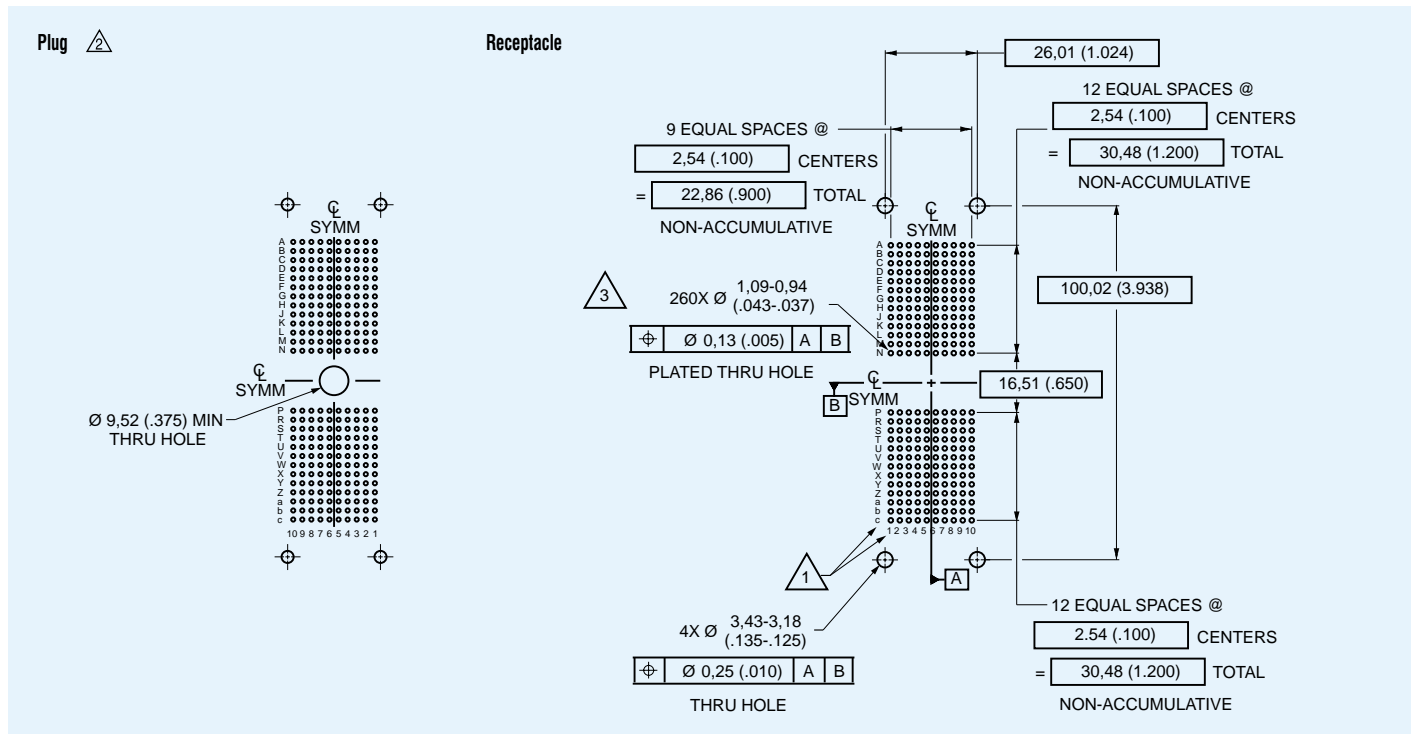 Plug 2
Receptacle
26,01 (1.024)
12 EQUAL SPACES @
2,54 (.100) CENTERS
= 30,48 (1.200) TOTAL
NON-ACCUMULATIVE
9 EQUAL SPACES @
2,54 (.100) CENTERS
= 22,86 (.900) TOTAL
NON-ACCUMULATIVE
℄
SYMM
A
B
C
D
E
F
G
H
J
K
L
M
N
℄
SYMM
Ø 9,52 (.375) MIN
THRU HOLE
P
R
S
T
U
V
W
X
Y
Z
a
b
c
10 9 8 7 6 5 4 3 2 1
℄
SYMM
A
B
C
D
E
F
G
H
J
K
L
M
N
100,02 (3.938)
3
260X Ø 1,09-0,94
(.043-.037)
⌖ Ø 0,13 (.005) A B
PLATED THRU HOLE
℄
SYMM
B
16,51 (.650)
P
R
S
T
U
V
W
X
Y
Z
a
b
c
1 2 3 4 5 6 7 8 9 10
1
A
4X Ø 3,43-3,18
(.135-.125)
⌖ Ø 0,25 (.010) A B
THRU HOLE
12 EQUAL SPACES @
2.54 (.100) CENTERS
= 30,48 (1.200) TOTAL
NON-ACCUMULATIVE